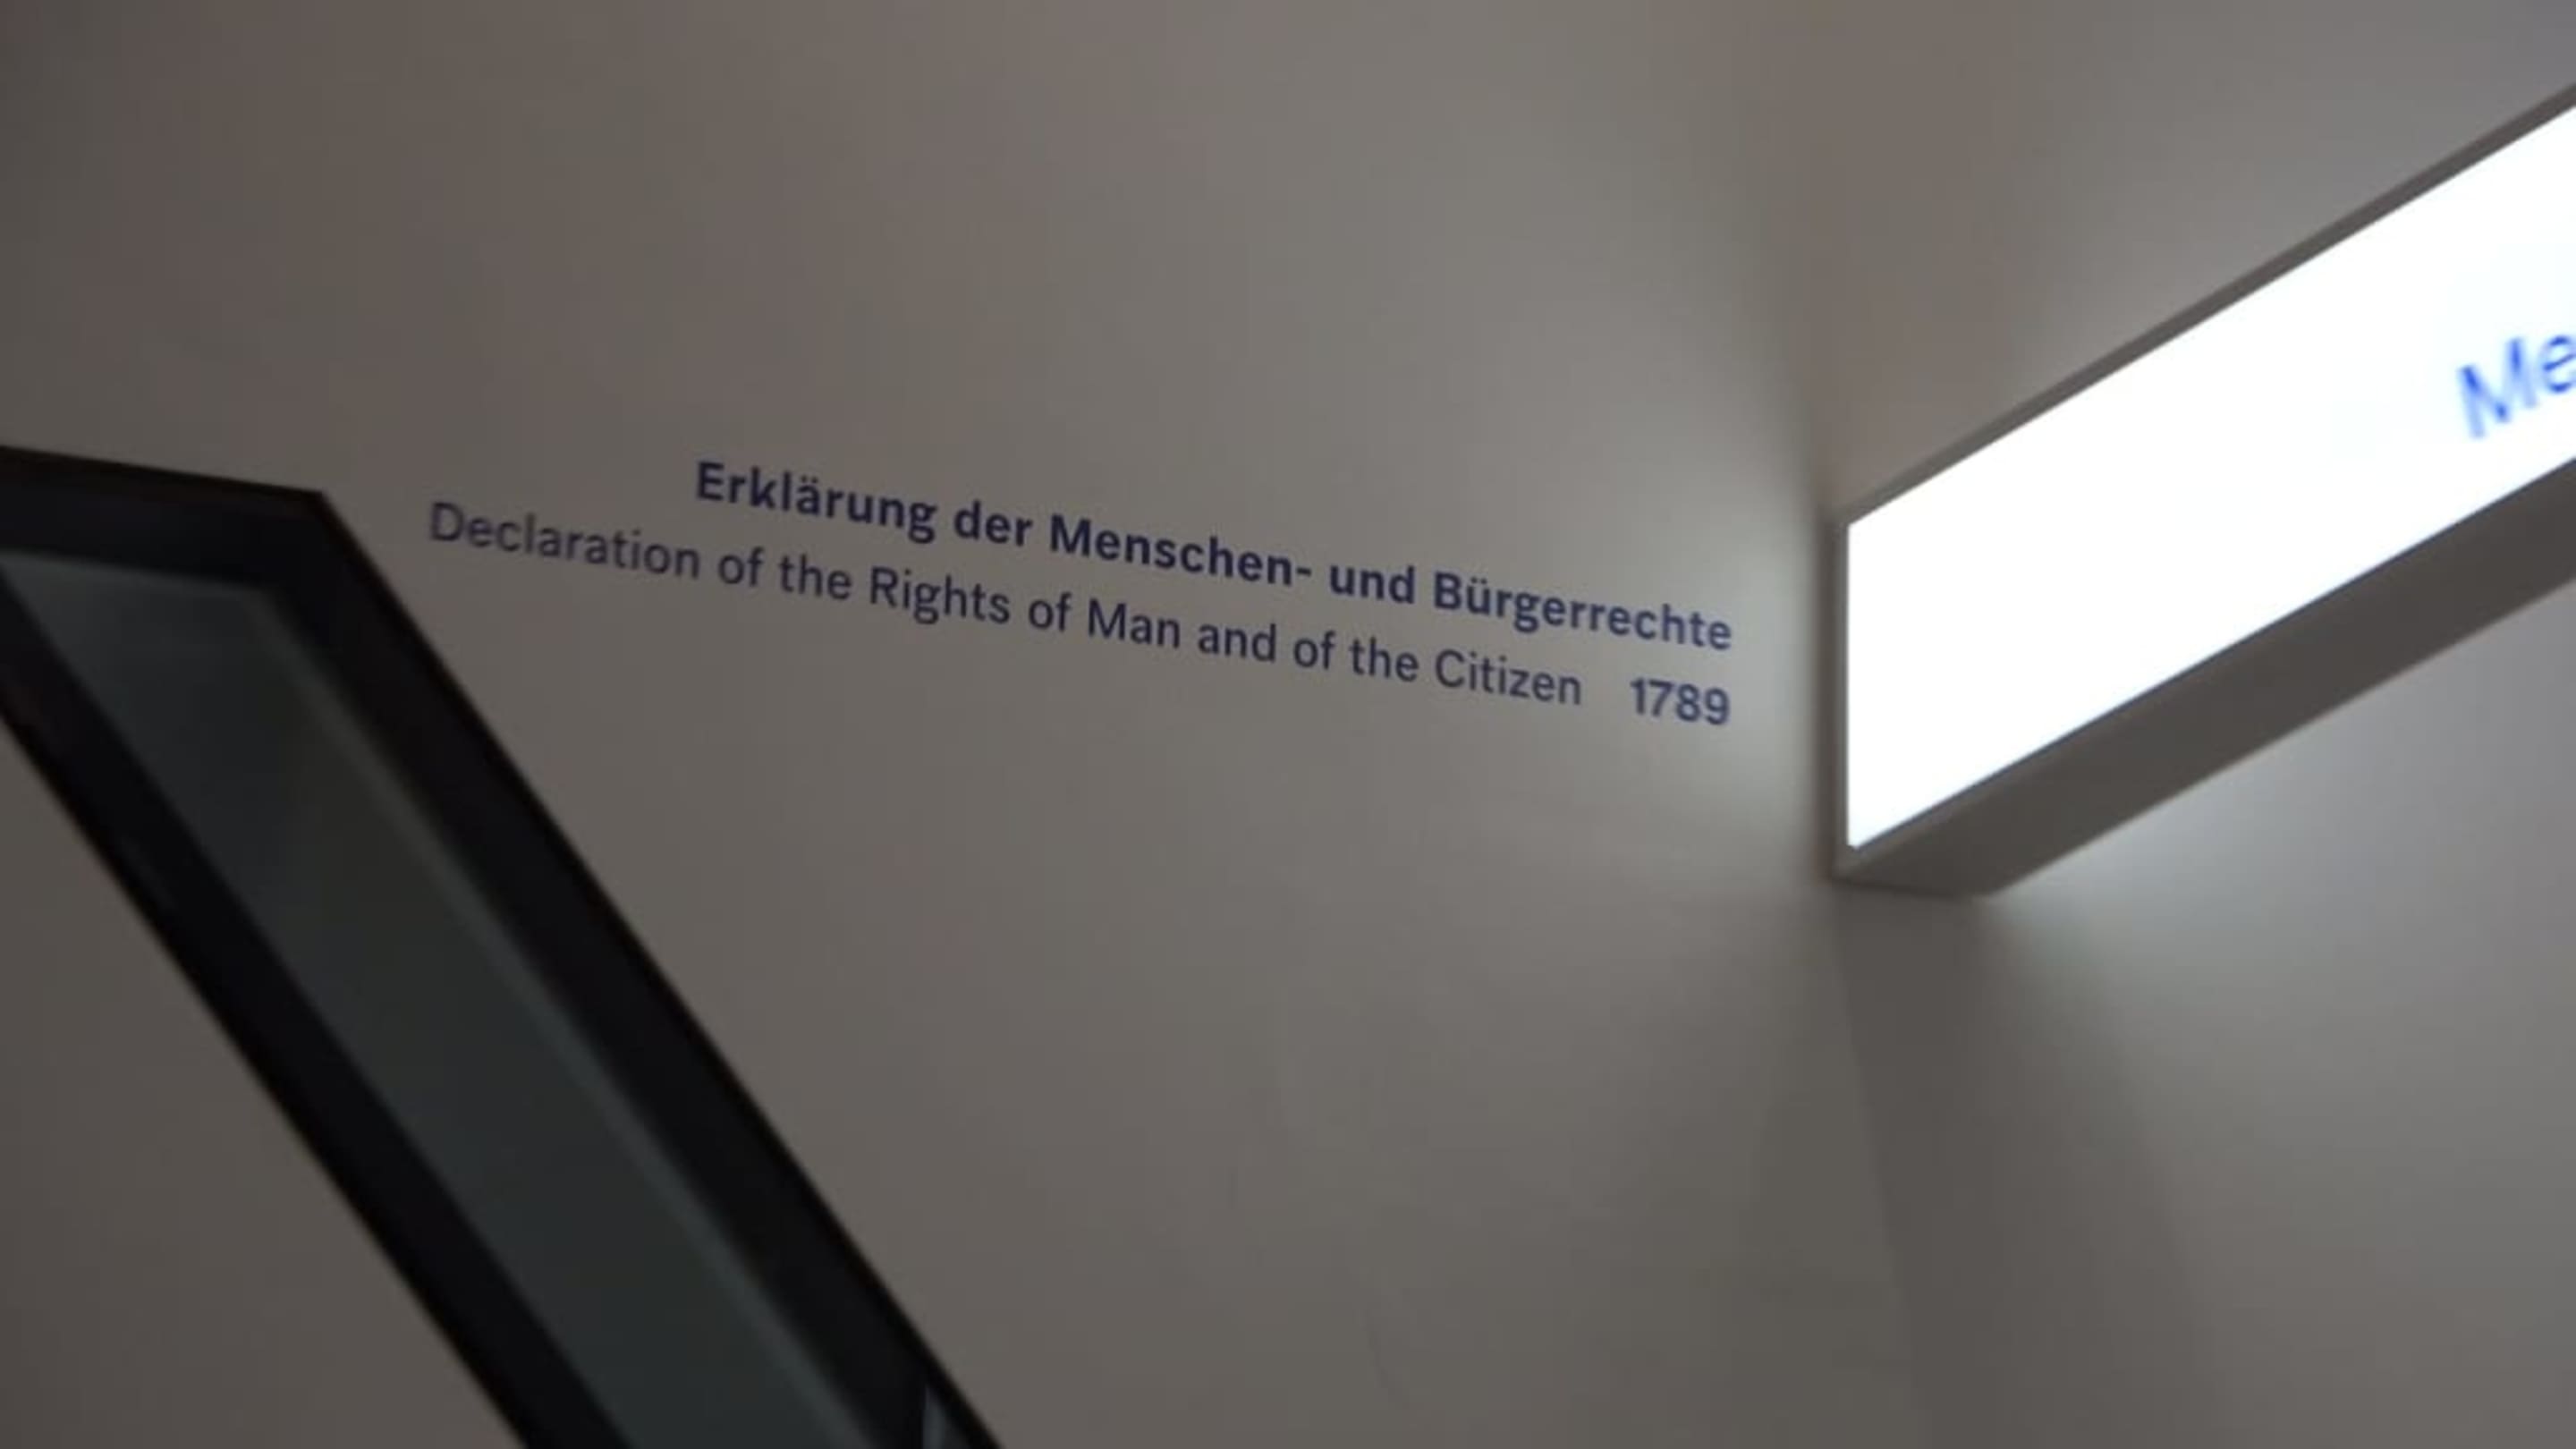 Erklärung der Menschen- und Bürgerrechte
Declaration of the Rights of Man and of the Citizen 1789